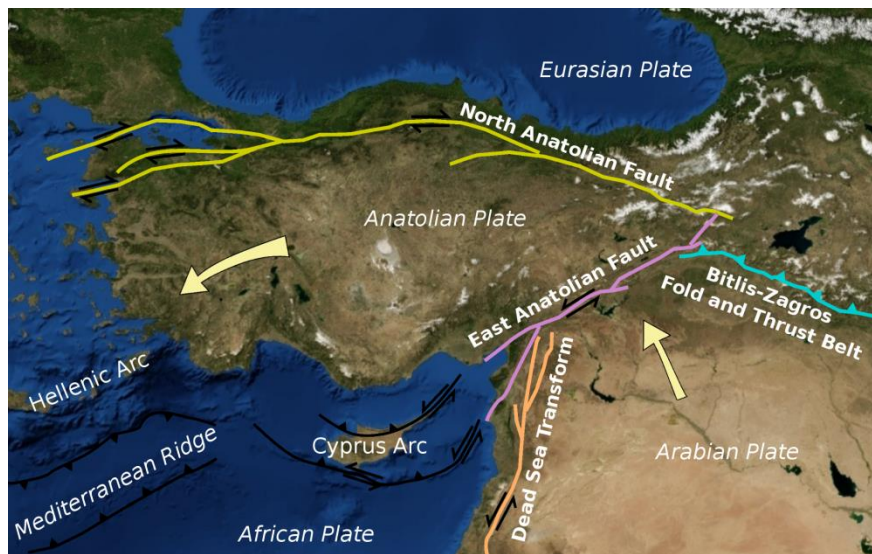 Eurasian Plate
North Anatolian Fault
Anatolian Plate
East Anatolian Fault
Bitlis-Zagros
Fold and Thrust Belt
Hellenic Arc
Cyprus Arc
Dead Sea Transform
Arabian Plate
Mediterranean Ridge
African Plate